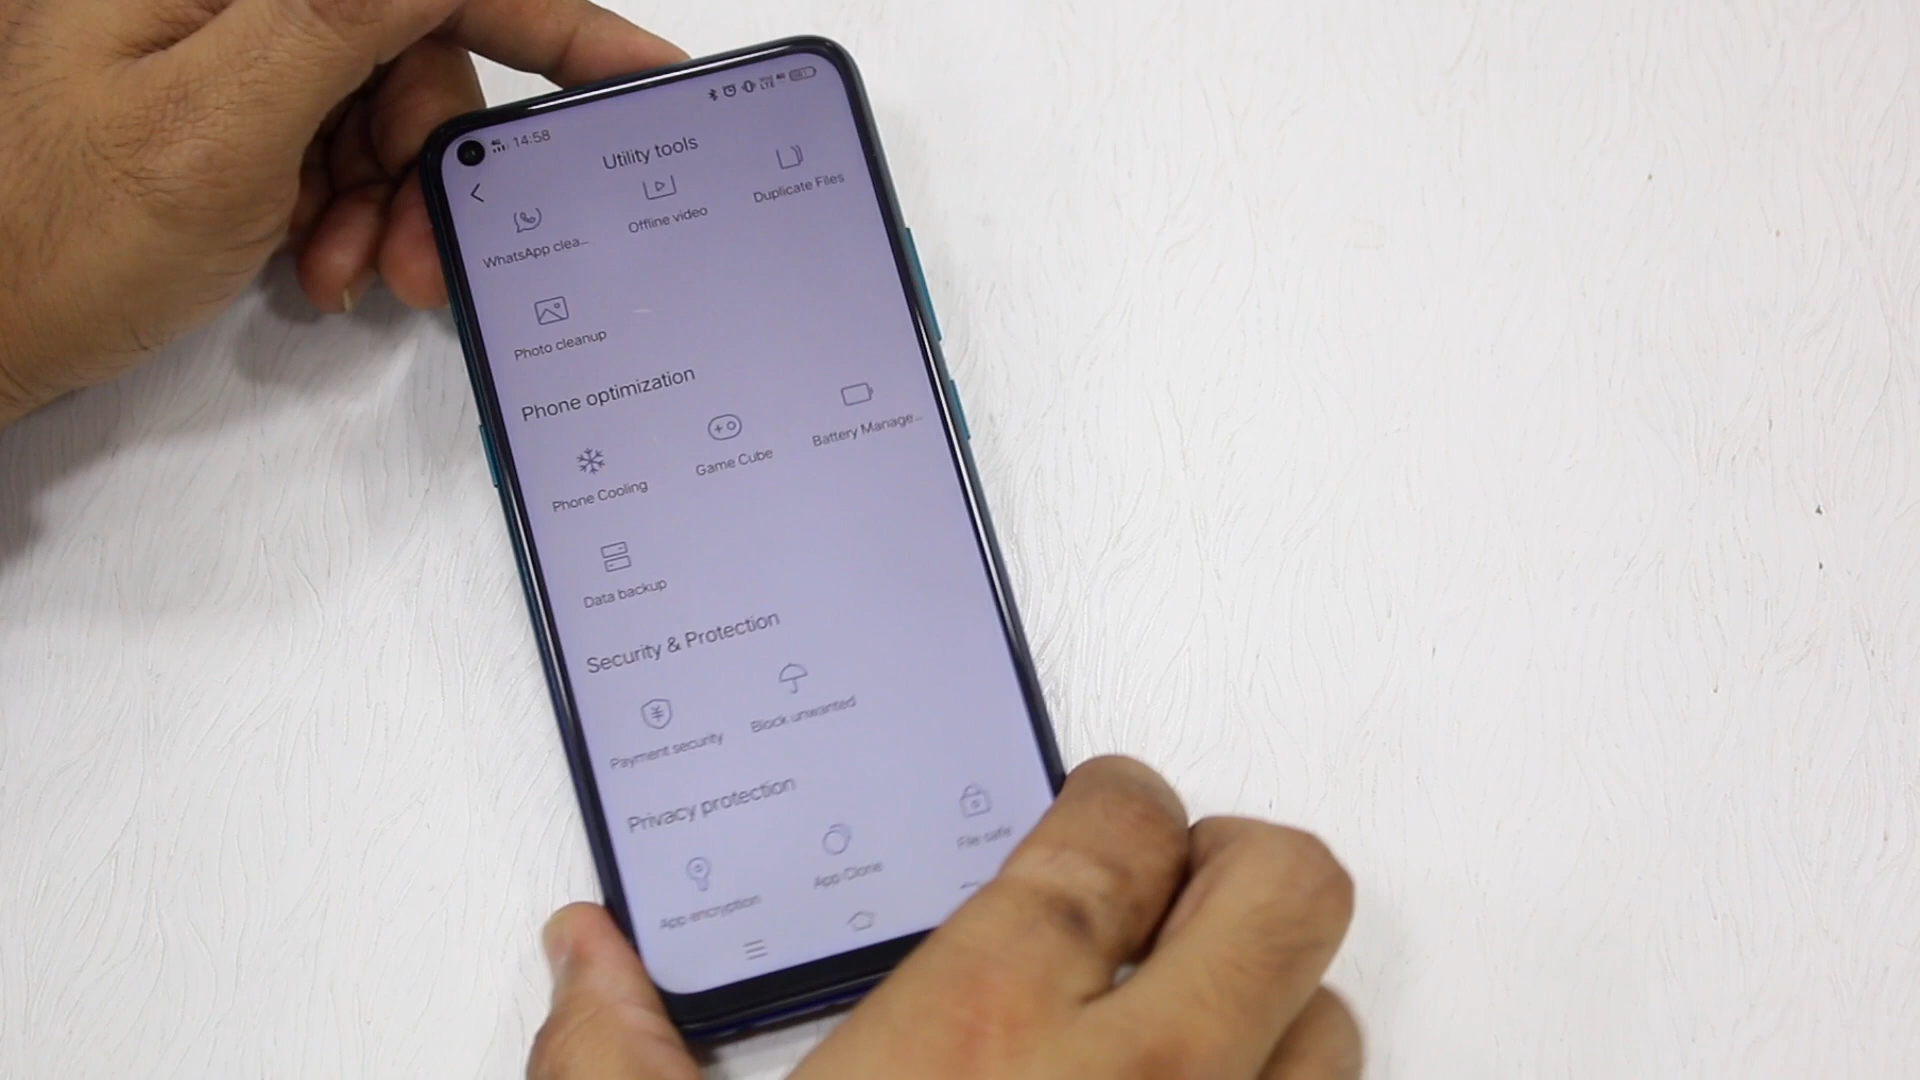 14:58
Utility tools
WhatsApp clea...
Offline video
Duplicate Files
Photo cleanup
Phone optimization
Phone Cooling
Game Cube
Battery Manage...
Data backup
Security & Protection
Payment security
Block unwanted
Privacy protection
App encryption
App Clone
File safe